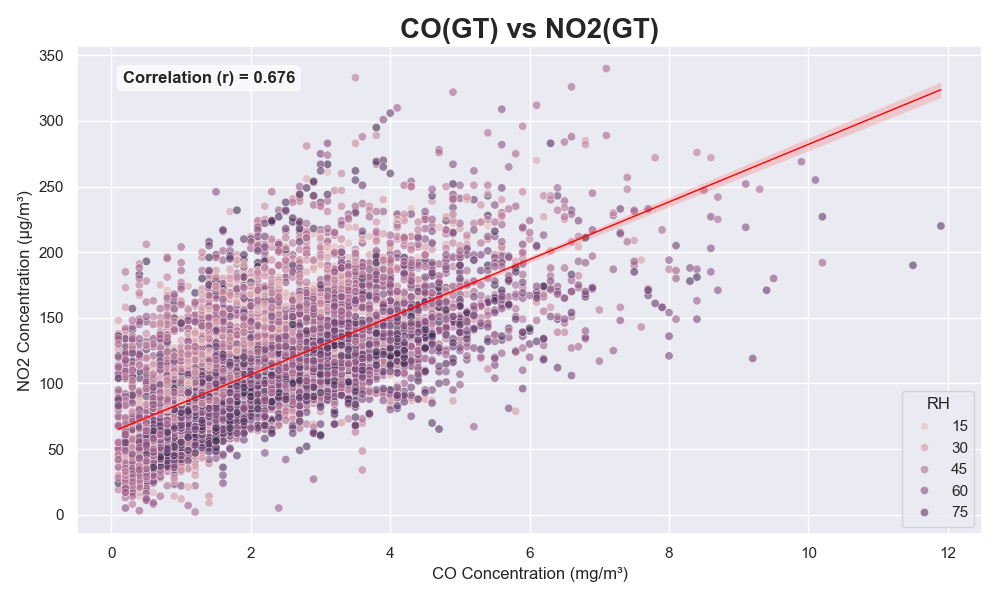 CO(GT) vs NO2(GT)
Correlation (r) = 0.676
NO2 Concentration (µg/m³)
350
300
250
200
150
100
50
0
0 2 4 6 8 10 12
CO Concentration (mg/m³)
RH
15
30
45
60
75